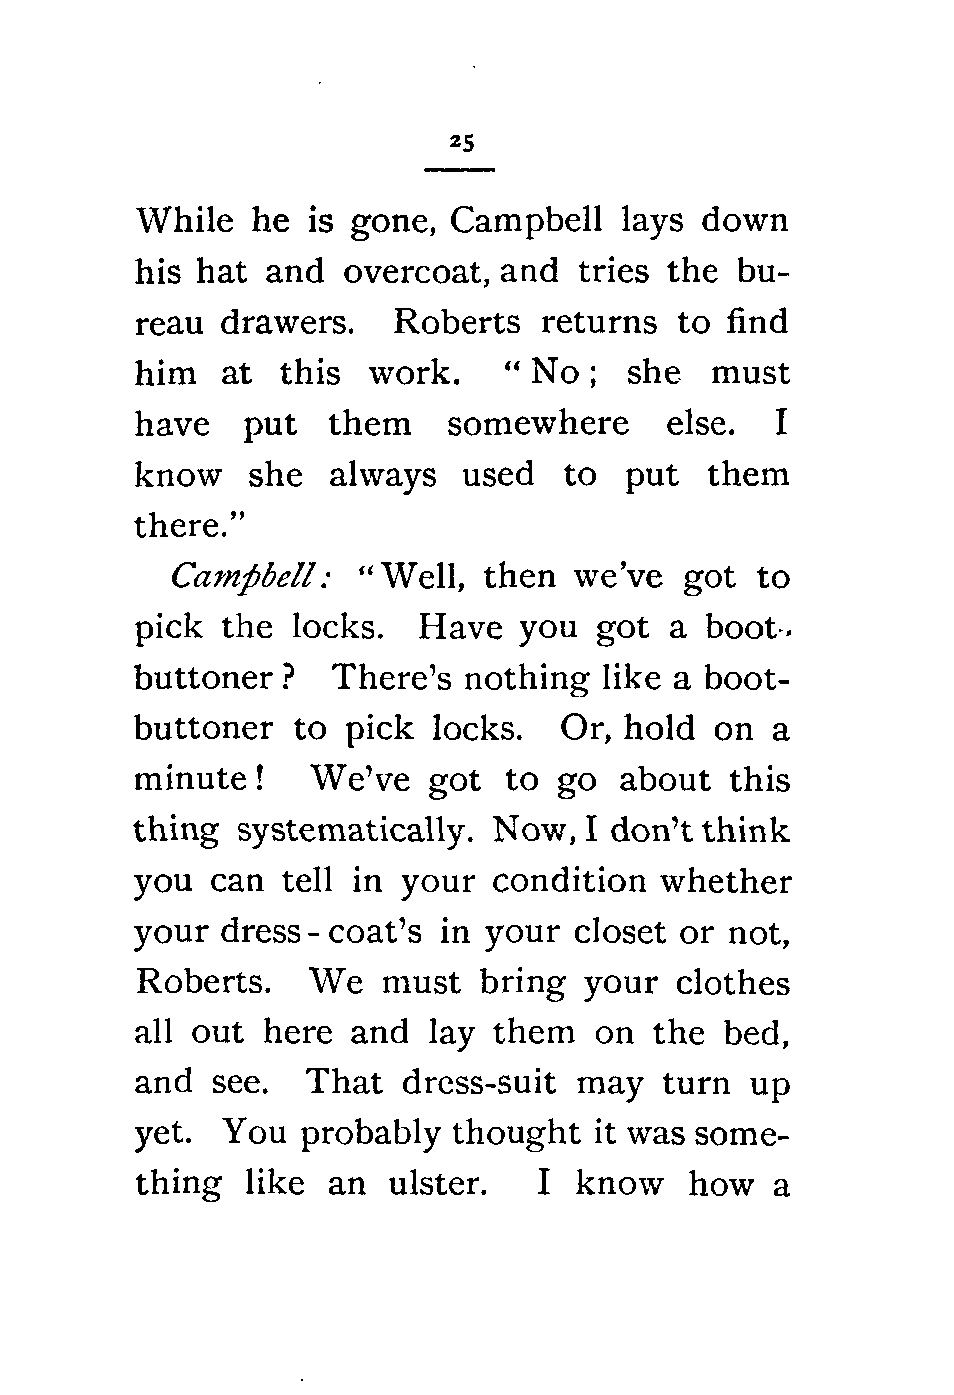 25
While he is gone, Campbell lays down
his hat and overcoat, and tries the bu-
reau drawers. Roberts returns to find
him at this work. “No; she must
have put them somewhere else. I
know she always used to put them
there.”
Campbell: “Well, then we’ve got to
pick the locks. Have you got a boot-
buttoner? There’s nothing like a boot-
buttoner to pick locks. Or, hold on a
minute! We’ve got to go about this
thing systematically. Now, I don’t think
you can tell in your condition whether
your dress-coat’s in your closet or not,
Roberts. We must bring your clothes
all out here and lay them on the bed,
and see. That dress-suit may turn up
yet. You probably thought it was some-
thing like an ulster. I know how a